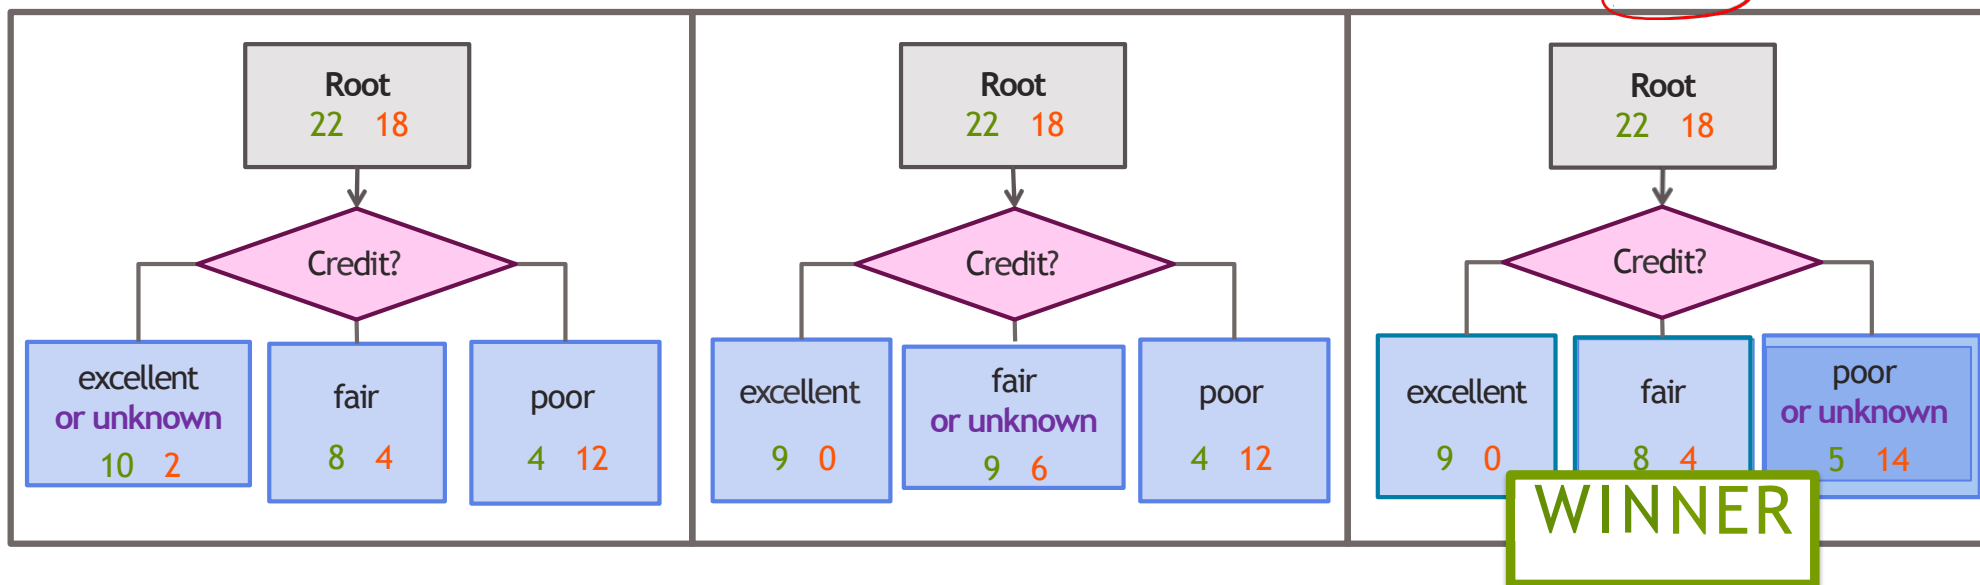 Root
22 18
Credit?
excellent
or unknown
10 2
fair
8 4
poor
4 12
Root
22 18
Credit?
excellent
9 0
fair
or unknown
9 6
poor
4 12
Root
22 18
Credit?
excellent
9 0
fair
8 4
poor
or unknown
5 14
WINNER